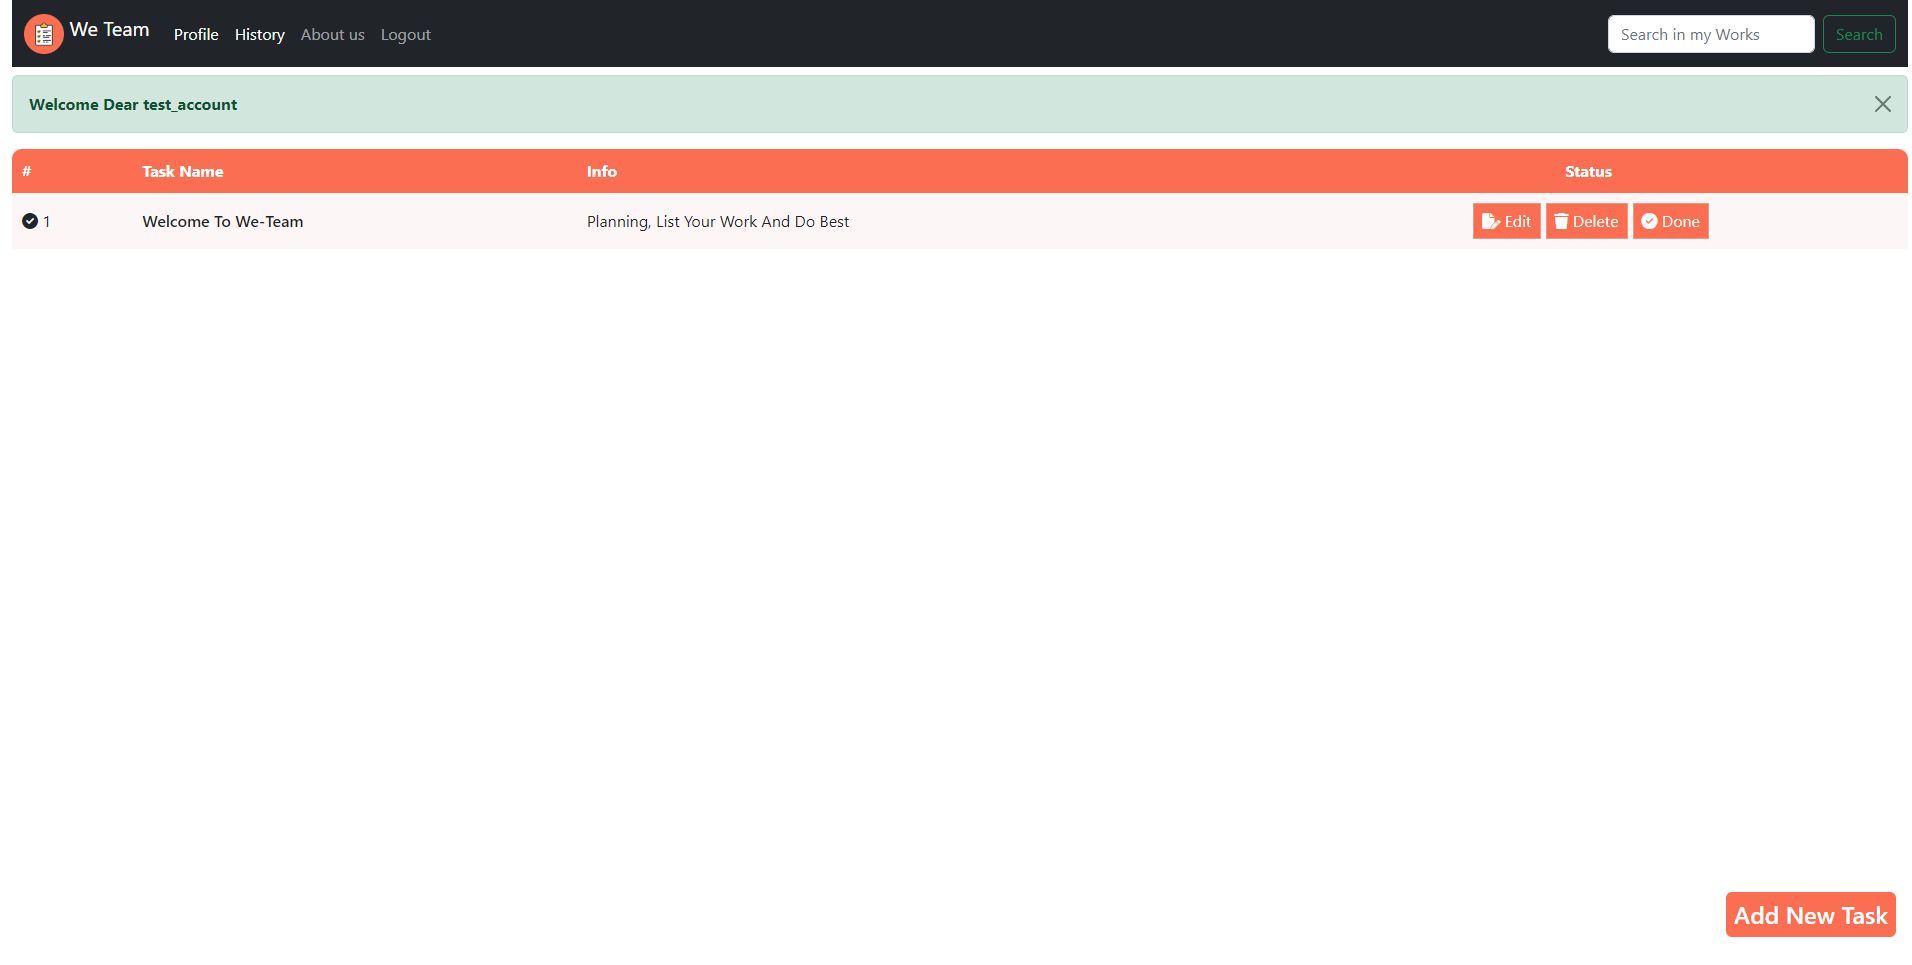 We Team Profile History About us Logout Search in my Works Search
Welcome Dear test_account
# Task Name Info Status
1 Welcome To We-Team Planning, List Your Work And Do Best Edit Delete Done
Add New Task